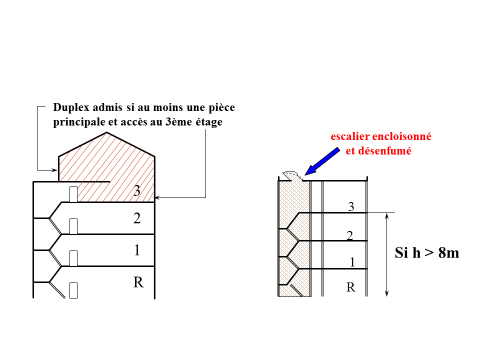 Duplex admis si au moins une pièce
principale et accès au 3ème étage
3
2
1
R
escalier encloisonné
et désenfumé
3
2
1
R
Si h > 8m